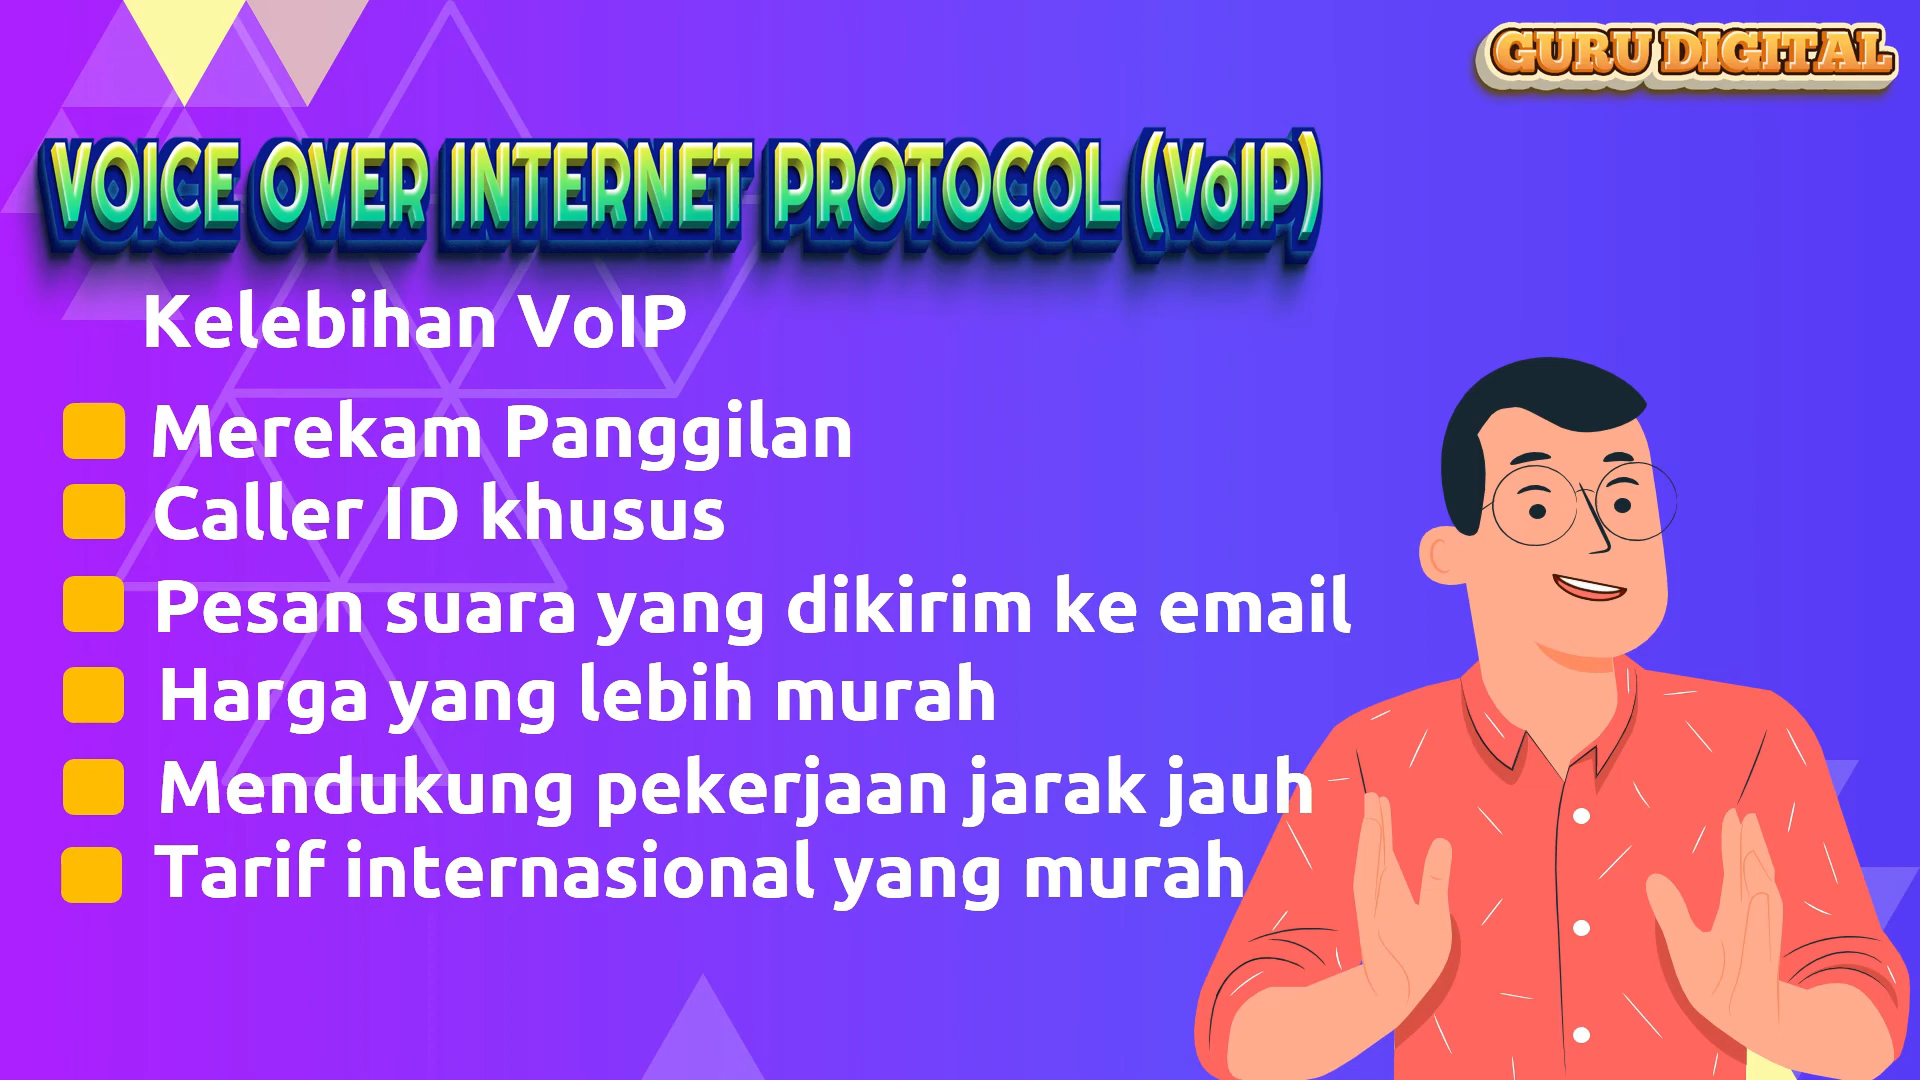 GURU DIGITAL
VOICE OVER INTERNET PROTOCOL (VoIP)
Kelebihan VoIP
Merekam Panggilan
Caller ID khusus
Pesan suara yang dikirim ke email
Harga yang lebih murah
Mendukung pekerjaan jarak jauh
Tarif internasional yang murah